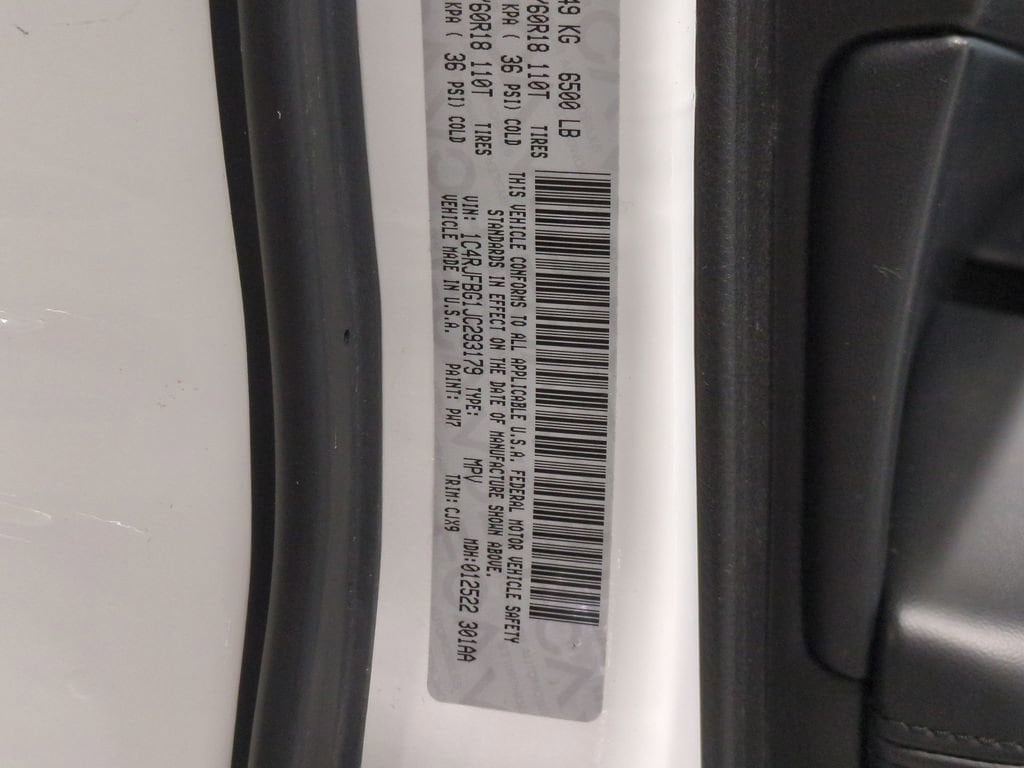 49 KG 6500 LB
/60R18 110T TIRES
KPA ( 36 PSI) COLD
/60R18 110T TIRES
KPA ( 36 PSI) COLD
THIS VEHICLE CONFORMS TO ALL APPLICABLE U.S.A. FEDERAL MOTOR VEHICLE SAFETY
STANDARDS IN EFFECT ON THE DATE OF MANUFACTURE SHOWN ABOVE.
VIN: 1C4RJFBG1JC293179 TYPE: MPV MDH:012522 301AA
VEHICLE MADE IN U.S.A. PAINT: PW7 TRIM: CJX9